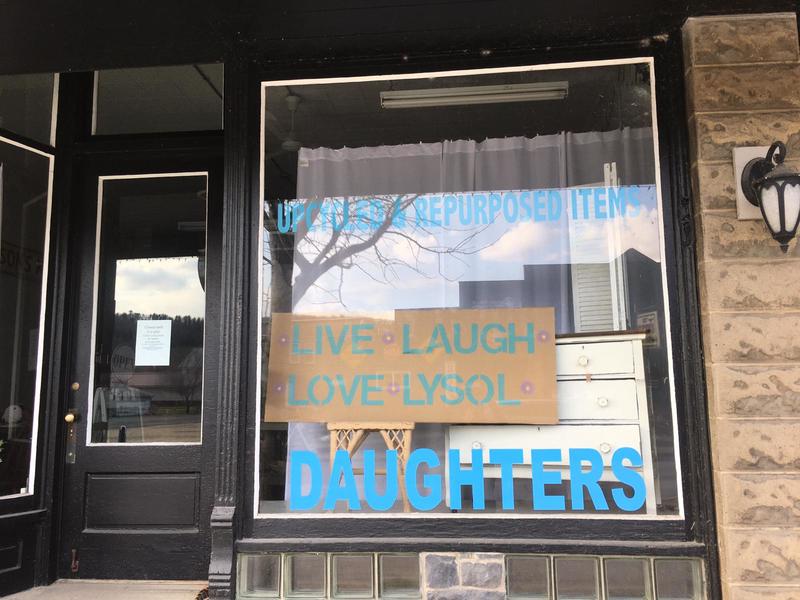 UPCYCLED & REPURPOSED ITEMS
LIVE LAUGH
LOVE LYSOL
DAUGHTERS